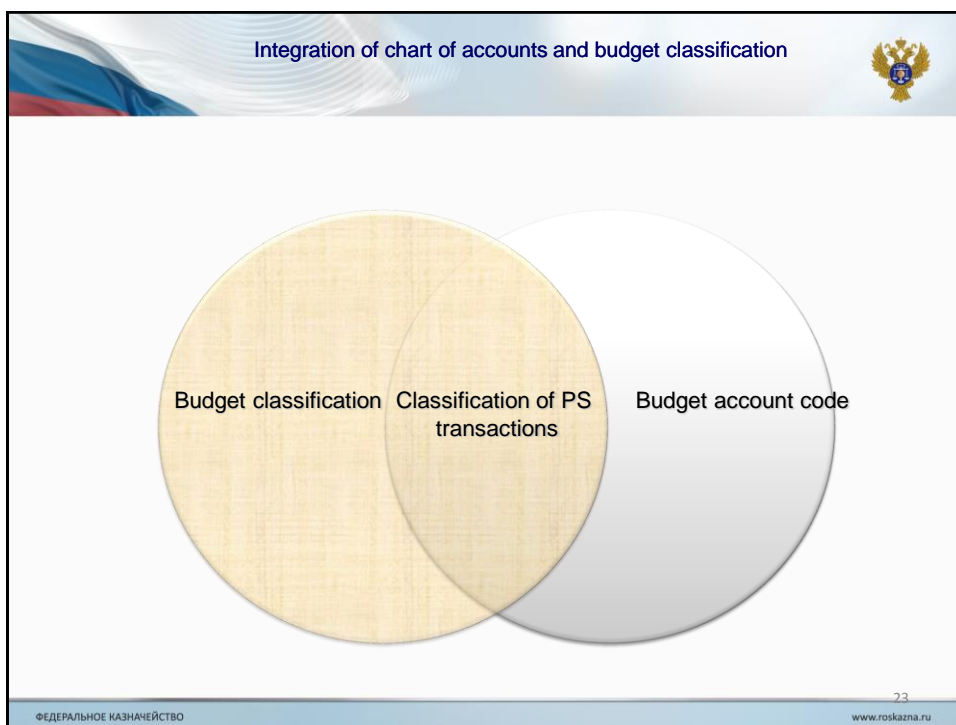 Integration of chart of accounts and budget classification
Budget classification
Classification of PS
transactions
Budget account code
23
ФЕДЕРАЛЬНОЕ КАЗНАЧЕЙСТВО
www.roskazna.ru